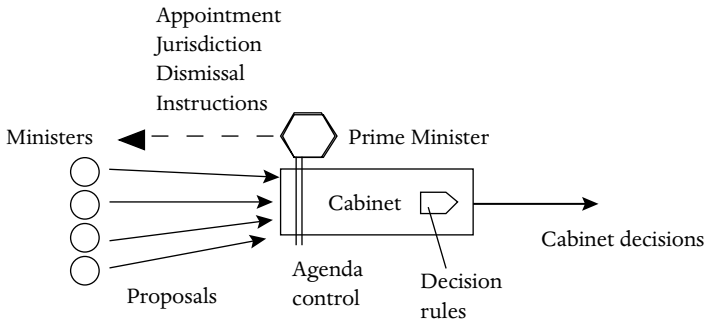 Appointment
Jurisdiction
Dismissal
Instructions
Ministers
Prime Minister
Cabinet
Cabinet decisions
Proposals
Agenda
control
Decision
rules